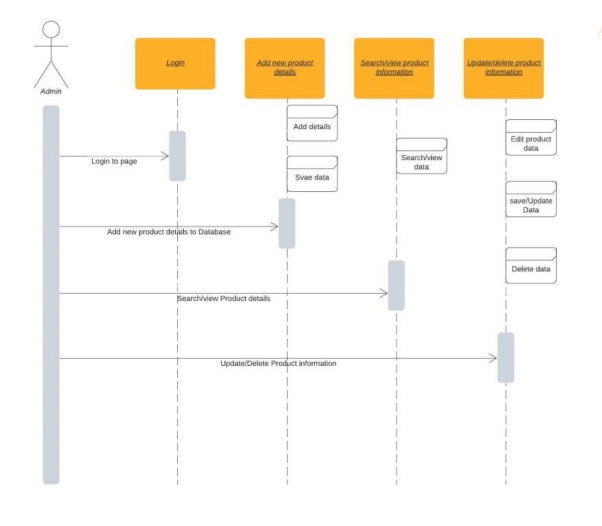 Login
Add new product
details
Search/view product
information
Update/delete product
information
Admin
Add details
Edit product
data
Search/view
data
Login to page
Svae data
save/Update
Data
Add new product details to Database
Delete data
Search/view Product details
Update/Delete Product information